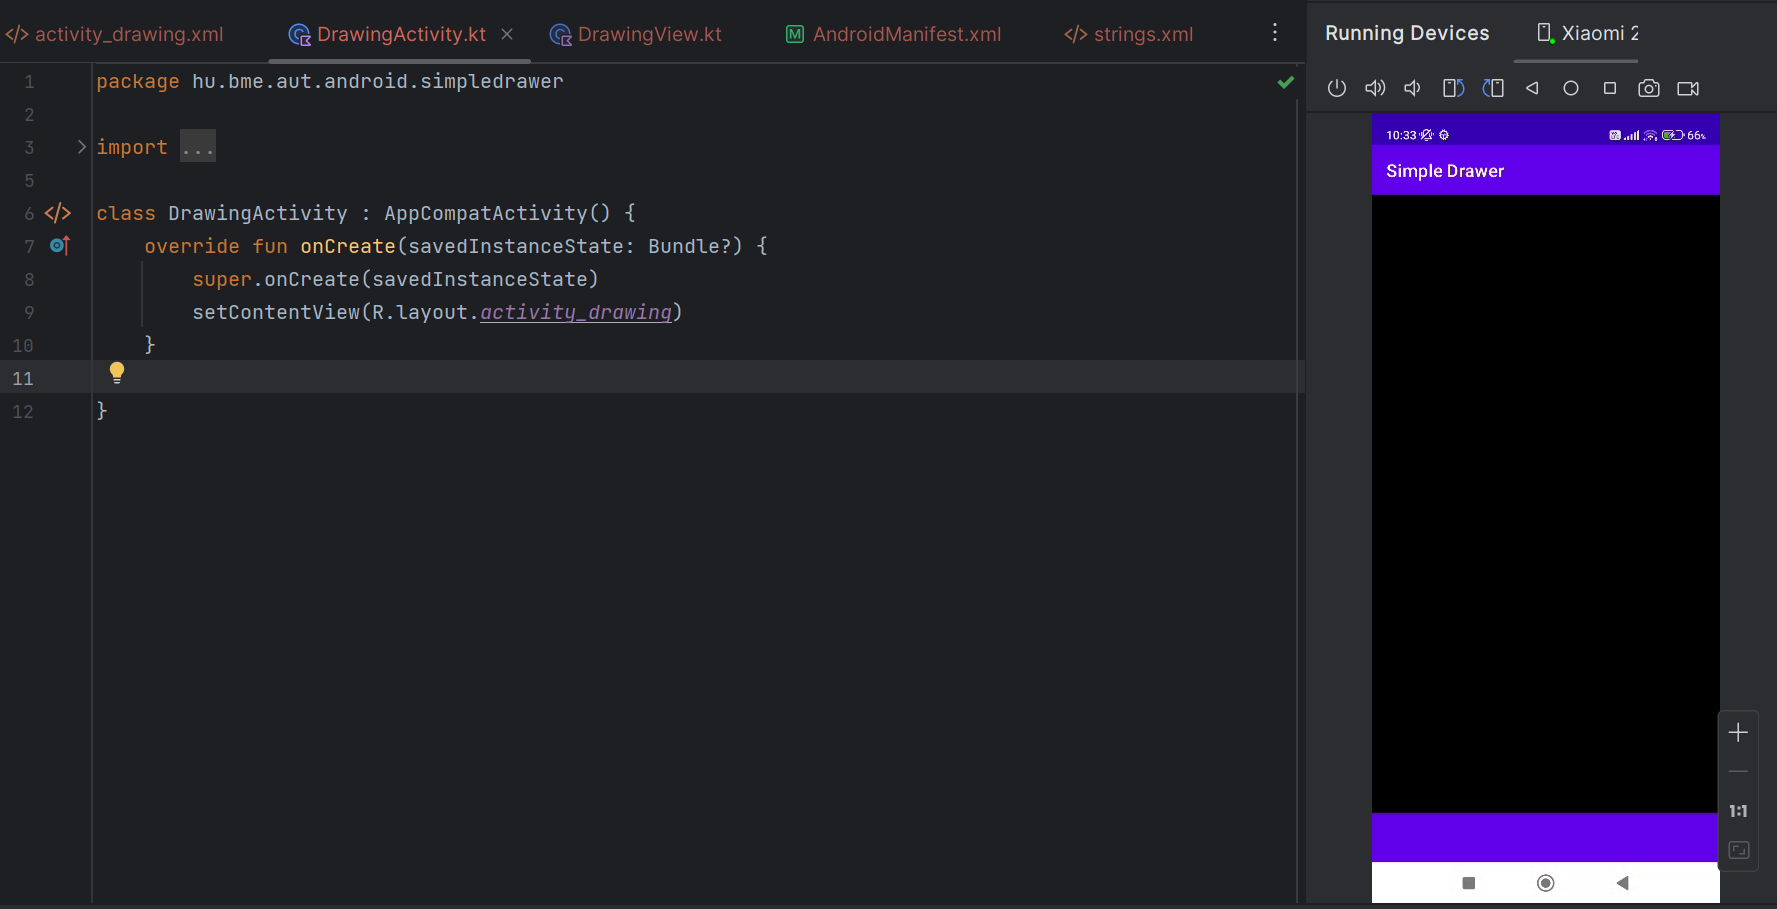 activity_drawing.xml DrawingActivity.kt DrawingView.kt AndroidManifest.xml strings.xml
Running Devices Xiaomi 2
1 package hu.bme.aut.android.simpledrawer
2
3 import ...
5
6 class DrawingActivity : AppCompatActivity() {
7 override fun onCreate(savedInstanceState: Bundle?) {
8 super.onCreate(savedInstanceState)
9 setContentView(R.layout.activity_drawing)
10 }
11
12 }
10:33 66%
Simple Drawer
1:1